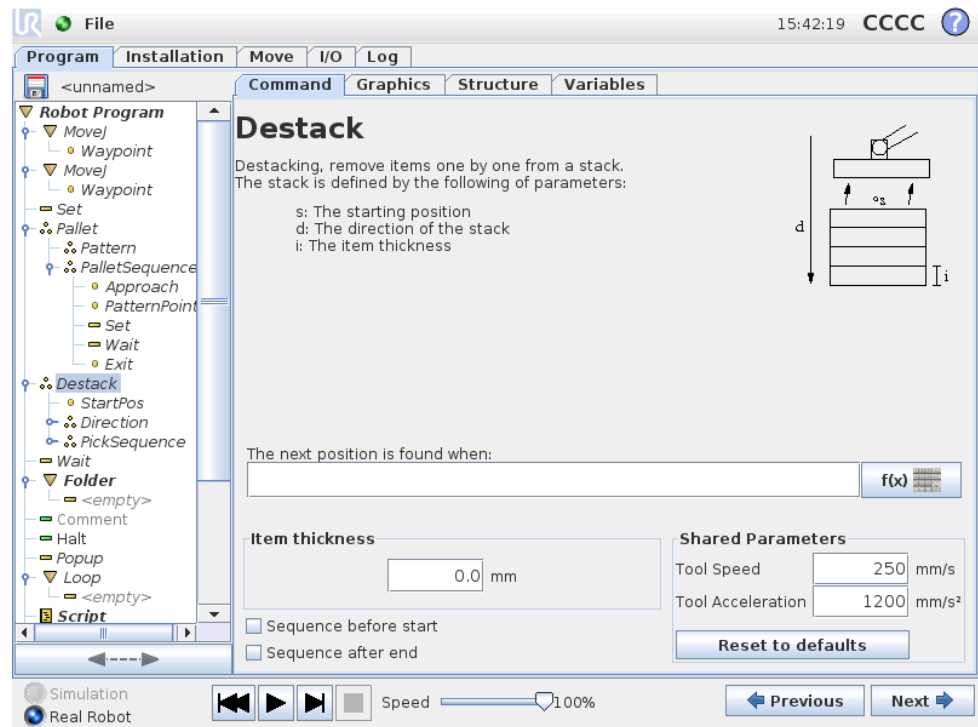 UR File 15:42:19 CCCC ?
Program Installation Move I/O Log
<unnamed>
Command Graphics Structure Variables
Robot Program
MoveJ
Waypoint
MoveJ
Waypoint
Set
Pallet
Pattern
PalletSequence
Approach
PatternPoint
Set
Wait
Exit
Destack
StartPos
Direction
PickSequence
Wait
Folder
<empty>
Comment
Halt
Popup
Loop
<empty>
Script
Destack
Destacking, remove items one by one from a stack.
The stack is defined by the following of parameters:
s: The starting position
d: The direction of the stack
i: The item thickness
s
d
i
The next position is found when:
f(x)
Item thickness
0.0 mm
Sequence before start
Sequence after end
Shared Parameters
Tool Speed 250 mm/s
Tool Acceleration 1200 mm/s²
Reset to defaults
Simulation
Real Robot
Speed 100%
Previous Next